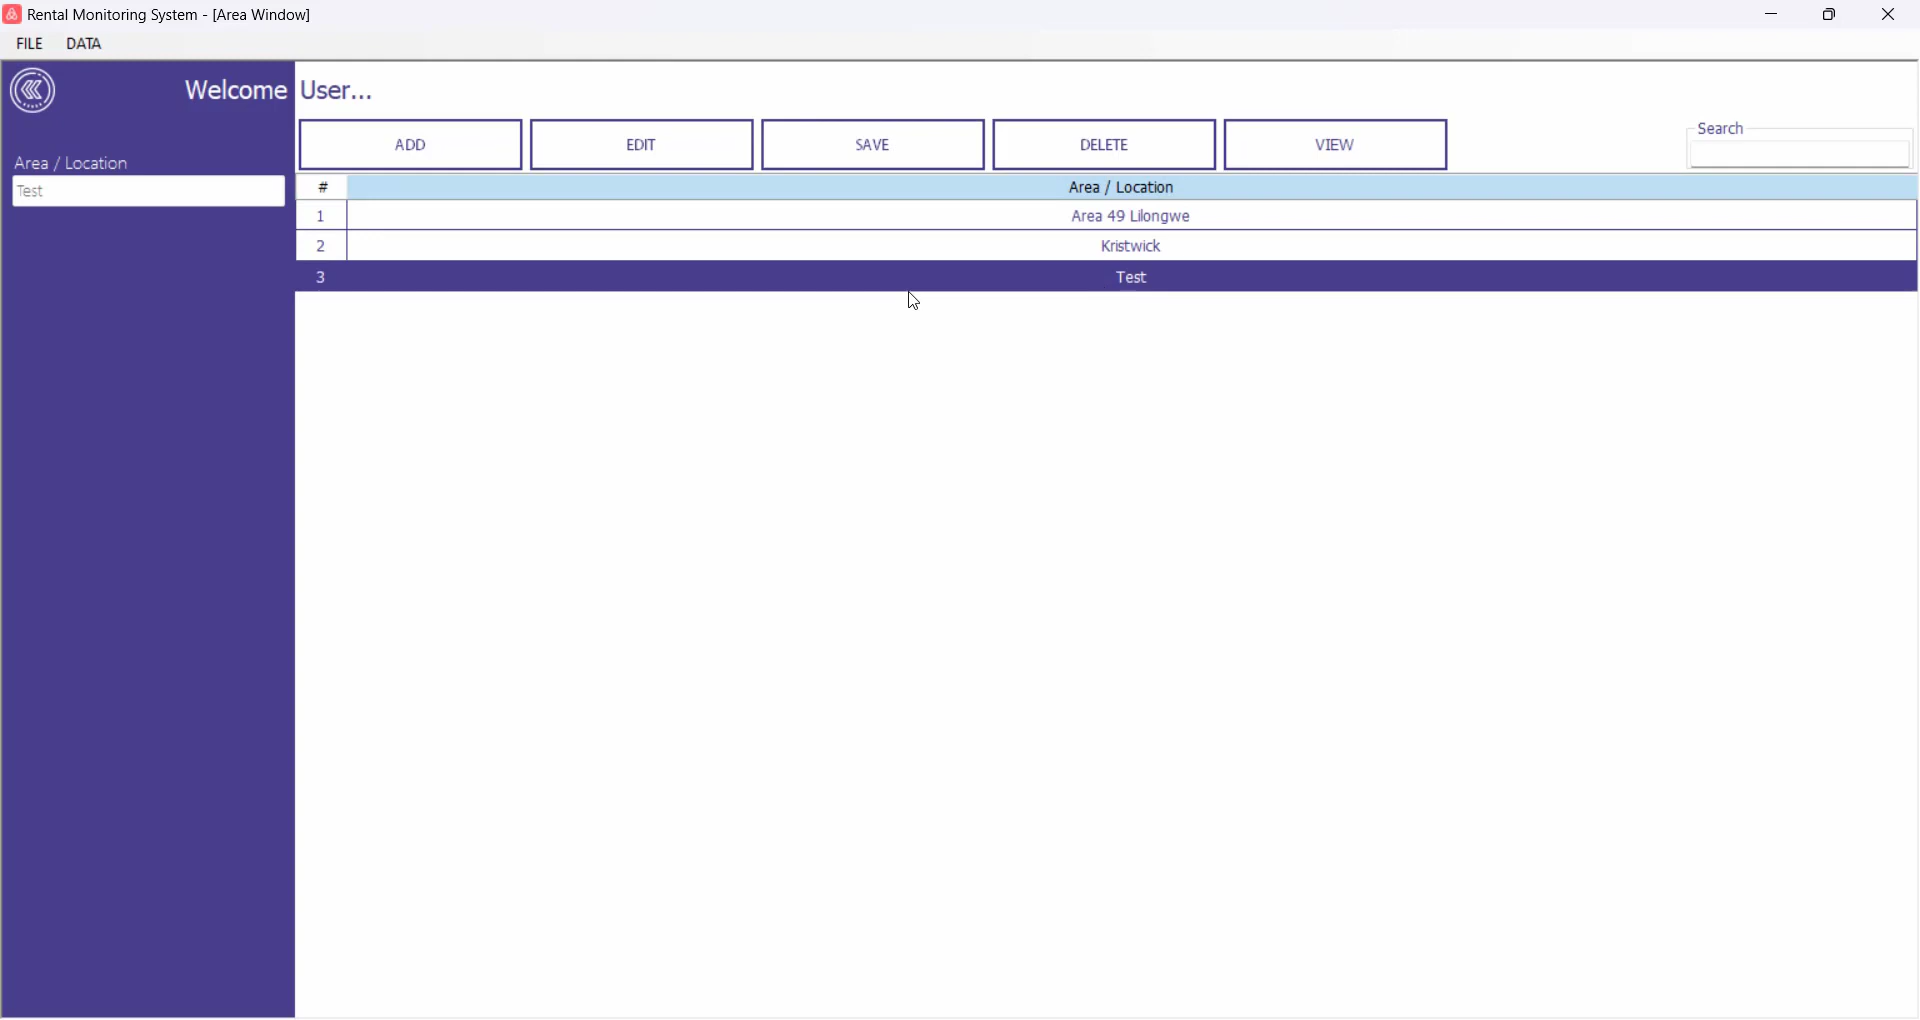 Rental Monitoring System - [Area Window]
FILE DATA
Welcome User...
ADD EDIT SAVE DELETE VIEW
Search
Area / Location
Test
# Area / Location
1 Area 49 Lilongwe
2 Kristwick
3 Test